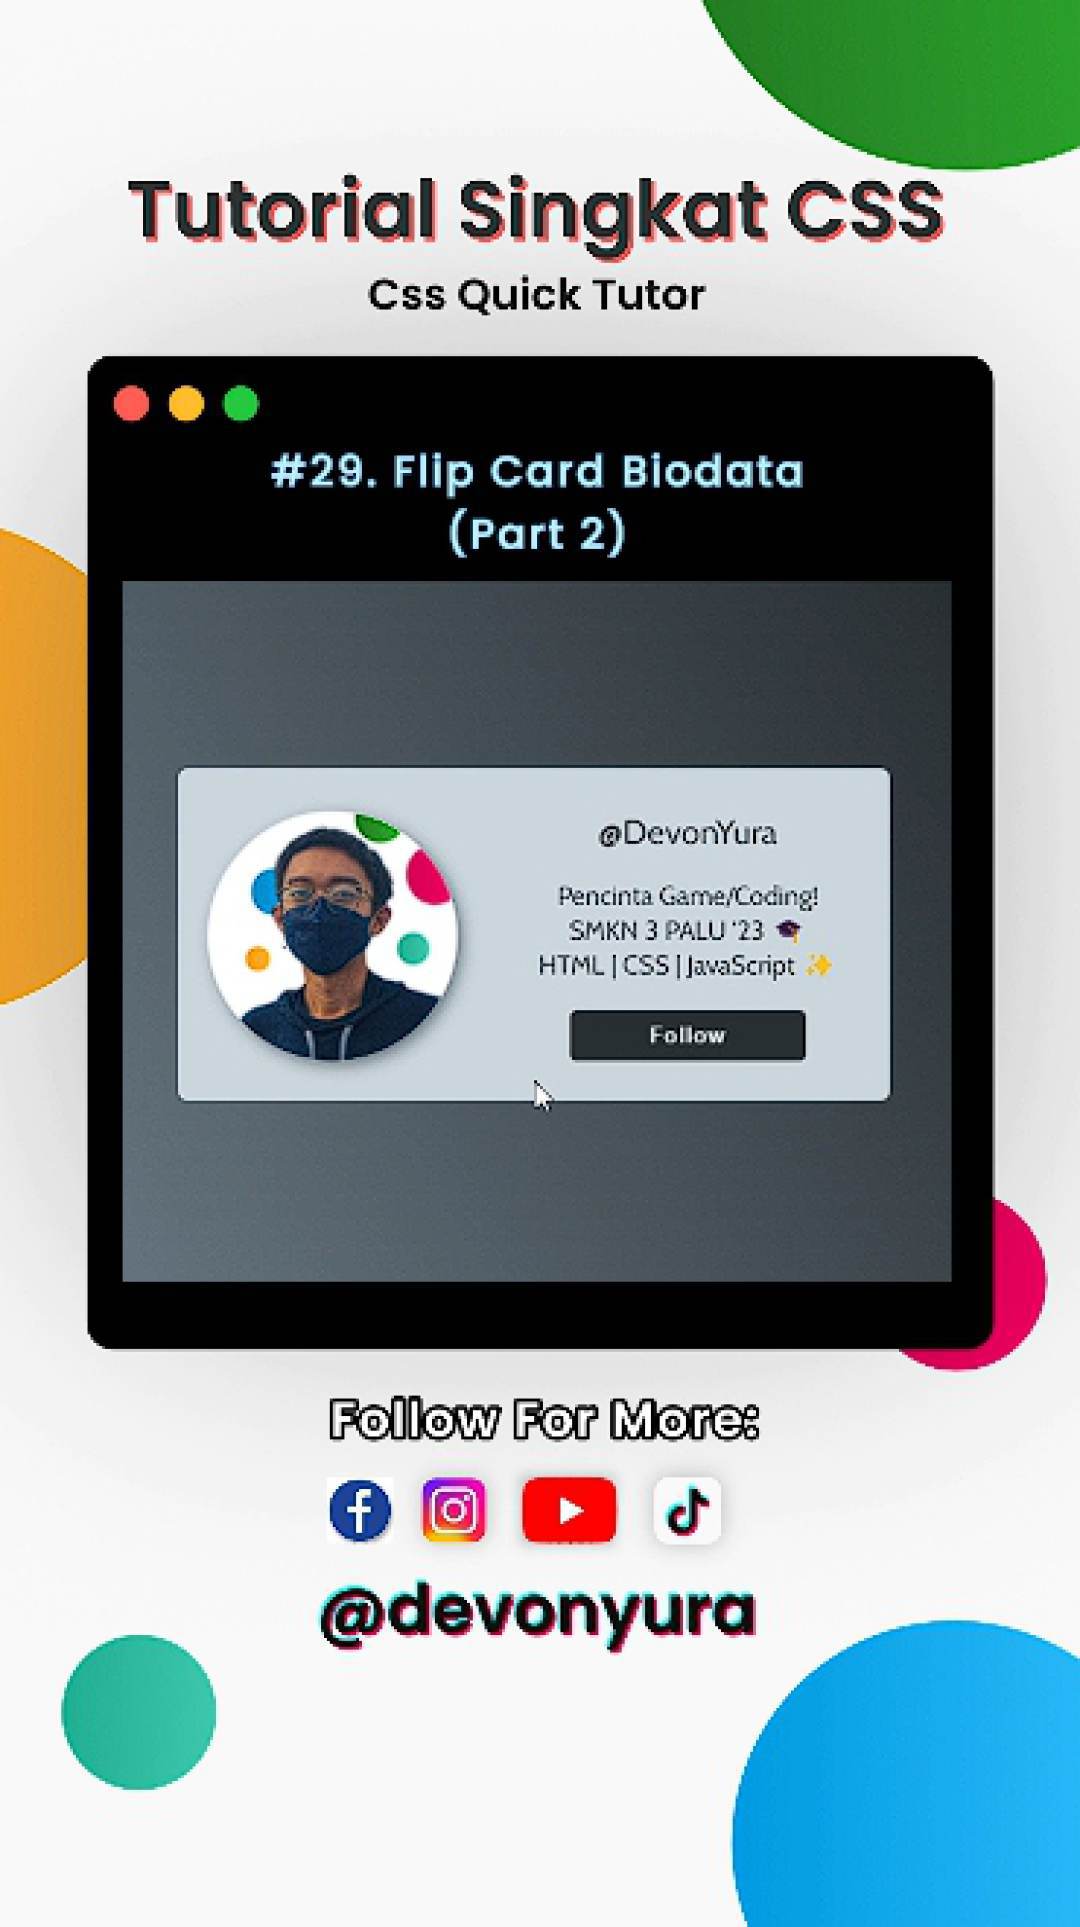 Tutorial Singkat CSS
Css Quick Tutor
#29. Flip Card Biodata
(Part 2)
@DevonYura
Pencinta Game/Coding!
SMKN 3 PALU '23 🎓
HTML | CSS | JavaScript ✨
Follow
Follow For More:
@devonyura